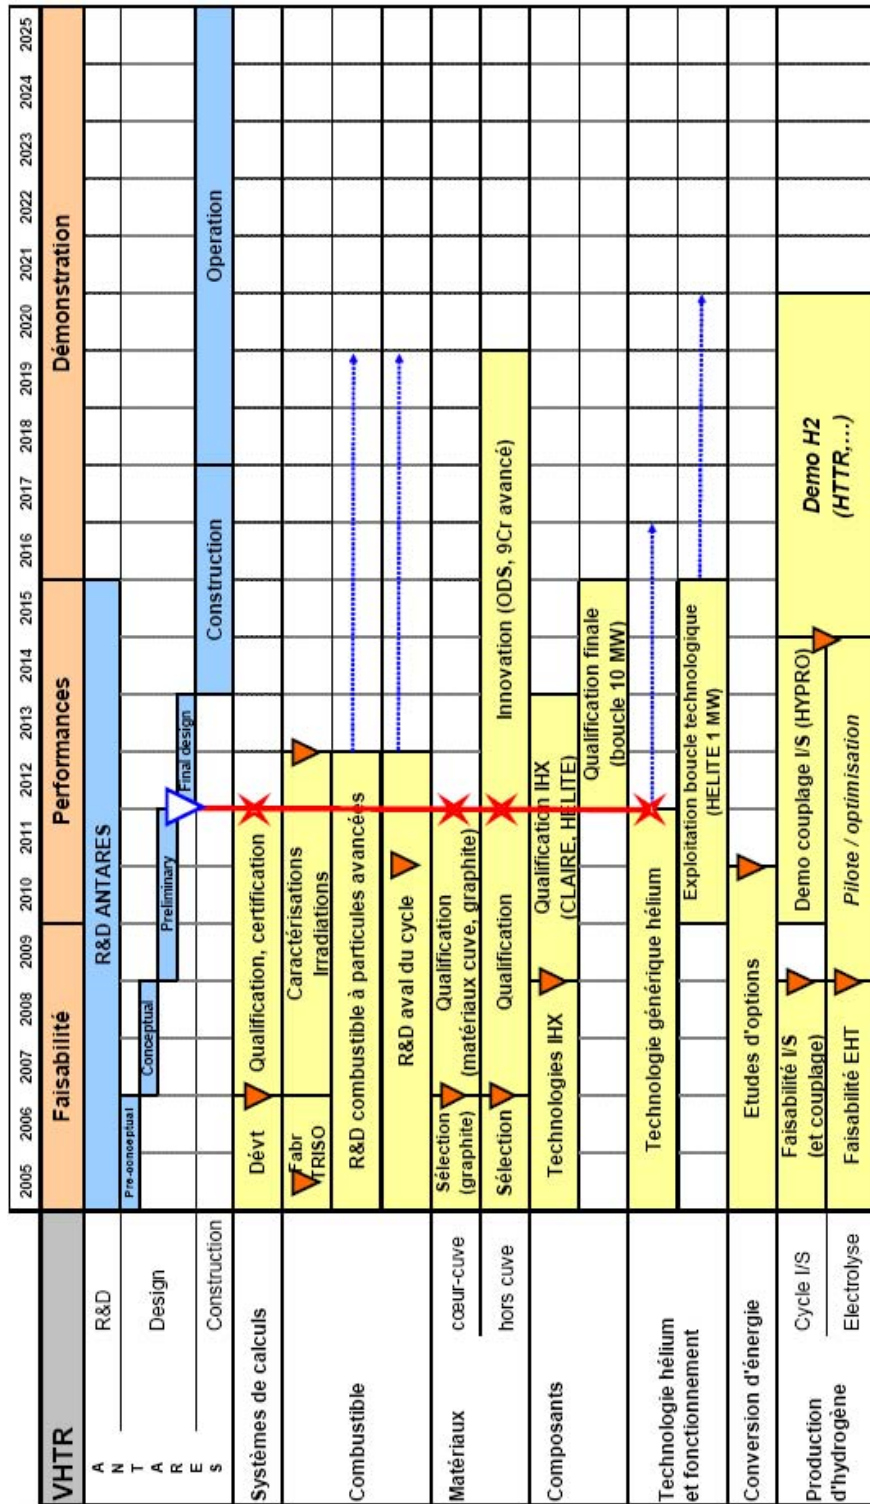 2005 2006 2007 2008 2009 2010 2011 2012 2013 2014 2015 2016 2017 2018 2019 2020 2021 2022 2023 2024 2025
VHTR
Faisabilité
Performances
Démonstration
A
N
T
A
R
E
S
R&D
R&D ANTARES
Design
Pre-conceptual
Conceptual
Preliminary
Final design
Construction
Construction
Operation
Systèmes de calculs
Dévt
Qualification, certification
Combustible
Fabr
TRISO
Caractérisations
Irradiations
R&D combustible à particules avancées
R&D aval du cycle
Matériaux
cœur-cuve
Sélection
(graphite)
Qualification
(matériaux cuve, graphite)
hors cuve
Sélection
Qualification
Innovation (ODS, 9Cr avancé)
Composants
Technologies IHX
Qualification IHX
(CLAIRE, HELITE)
Qualification finale
(boucle 10 MW)
Technologie hélium
et fonctionnement
Technologie générique hélium
Exploitation boucle technologique
(HELITE 1 MW)
Conversion d'énergie
Etudes d'options
Production
d'hydrogène
Cycle I/S
Faisabilité I/S
(et couplage)
Demo couplage I/S (HYPRO)
Demo H2
(HTTR,...)
Electrolyse
Faisabilité EHT
Pilote / optimisation